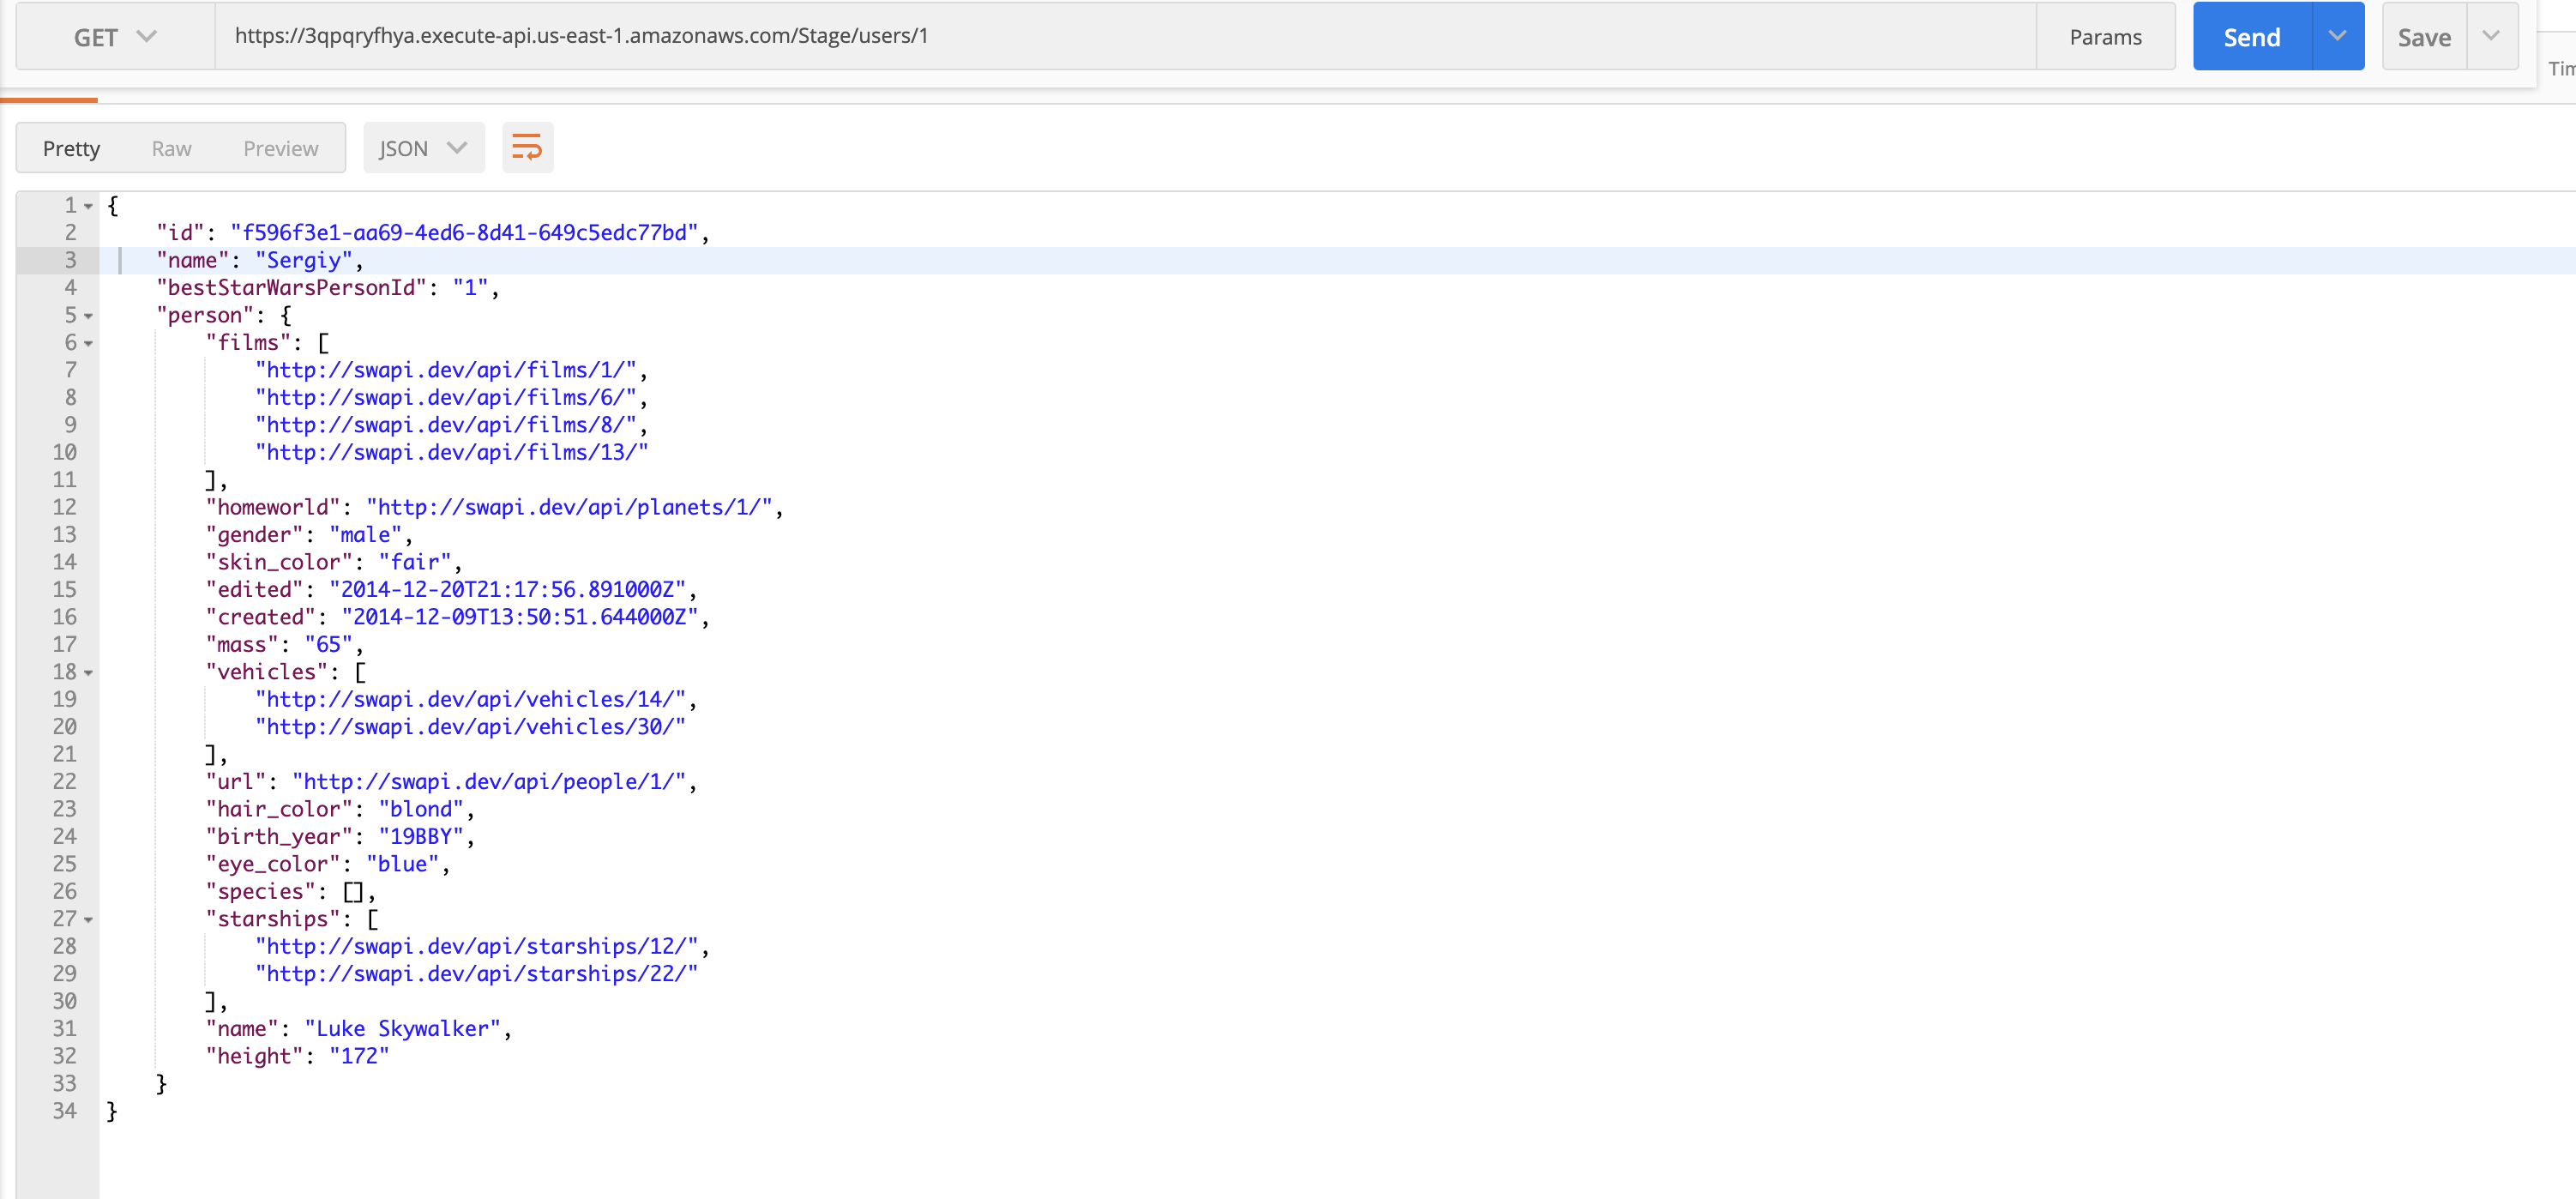 GET https://3qpqryfhya.execute-api.us-east-1.amazonaws.com/Stage/users/1 Params Send Save
Tim
Pretty Raw Preview JSON
1 {
2 "id": "f596f3e1-aa69-4ed6-8d41-649c5edc77bd",
3 "name": "Sergiy",
4 "bestStarWarsPersonId": "1",
5 "person": {
6 "films": [
7 "http://swapi.dev/api/films/1/",
8 "http://swapi.dev/api/films/6/",
9 "http://swapi.dev/api/films/8/",
10 "http://swapi.dev/api/films/13/"
11 ],
12 "homeworld": "http://swapi.dev/api/planets/1/",
13 "gender": "male",
14 "skin_color": "fair",
15 "edited": "2014-12-20T21:17:56.891000Z",
16 "created": "2014-12-09T13:50:51.644000Z",
17 "mass": "65",
18 "vehicles": [
19 "http://swapi.dev/api/vehicles/14/",
20 "http://swapi.dev/api/vehicles/30/"
21 ],
22 "url": "http://swapi.dev/api/people/1/",
23 "hair_color": "blond",
24 "birth_year": "19BBY",
25 "eye_color": "blue",
26 "species": [],
27 "starships": [
28 "http://swapi.dev/api/starships/12/",
29 "http://swapi.dev/api/starships/22/"
30 ],
31 "name": "Luke Skywalker",
32 "height": "172"
33 }
34 }